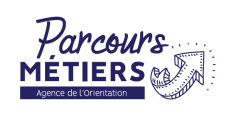 Parcours
MÉTIERS
Agence de l'Orientation